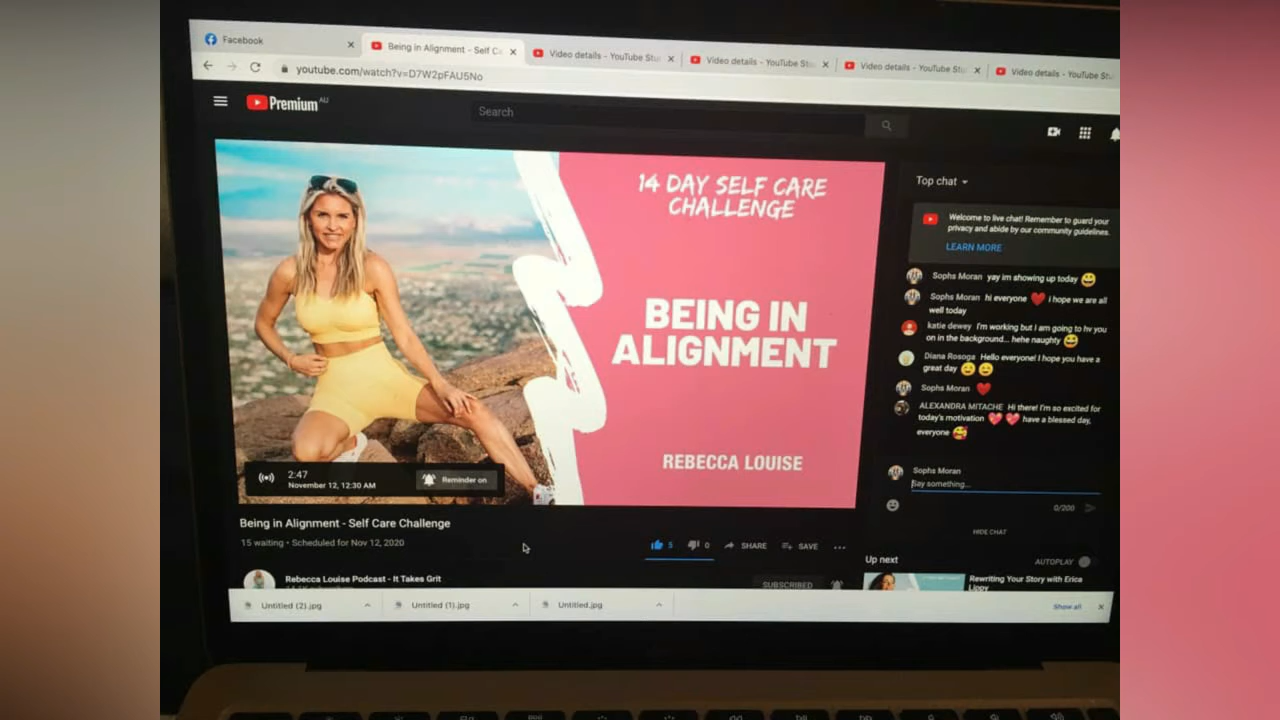 Facebook
Being in Alignment - Self Ca
Video details - YouTube Stu
Video details - YouTube Stu
Video details - YouTube Stu
Video details - YouTube Stu
youtube.com/watch?v=D7W2pFAU5No
Premium AU
Search
14 DAY SELF CARE
CHALLENGE
BEING IN
ALIGNMENT
REBECCA LOUISE
2:47
November 12, 12:30 AM
Reminder on
Being in Alignment - Self Care Challenge
15 waiting • Scheduled for Nov 12, 2020
5
0
SHARE
SAVE
Rebecca Louise Podcast - It Takes Grit
SUBSCRIBED
Top chat
Welcome to live chat! Remember to guard your
privacy and abide by our community guidelines.
LEARN MORE
Sophs Moran yay im showing up today 😀
Sophs Moran hi everyone ❤️ i hope we are all
well today
katie dewey I'm working but I am going to hv you
on in the background... hehe naughty 😂
Diana Rosoga Hello everyone! I hope you have a
great day 😊 😊
Sophs Moran ❤️
ALEXANDRA MITACHE Hi there! I'm so excited for
today's motivation 💖 💖 have a blessed day,
everyone 🥰
Sophs Moran
Say something...
0/200
HIDE CHAT
Up next
AUTOPLAY
Rewriting Your Story with Erica
Lippy
Untitled (2).jpg
Untitled (1).jpg
Untitled.jpg
Show all